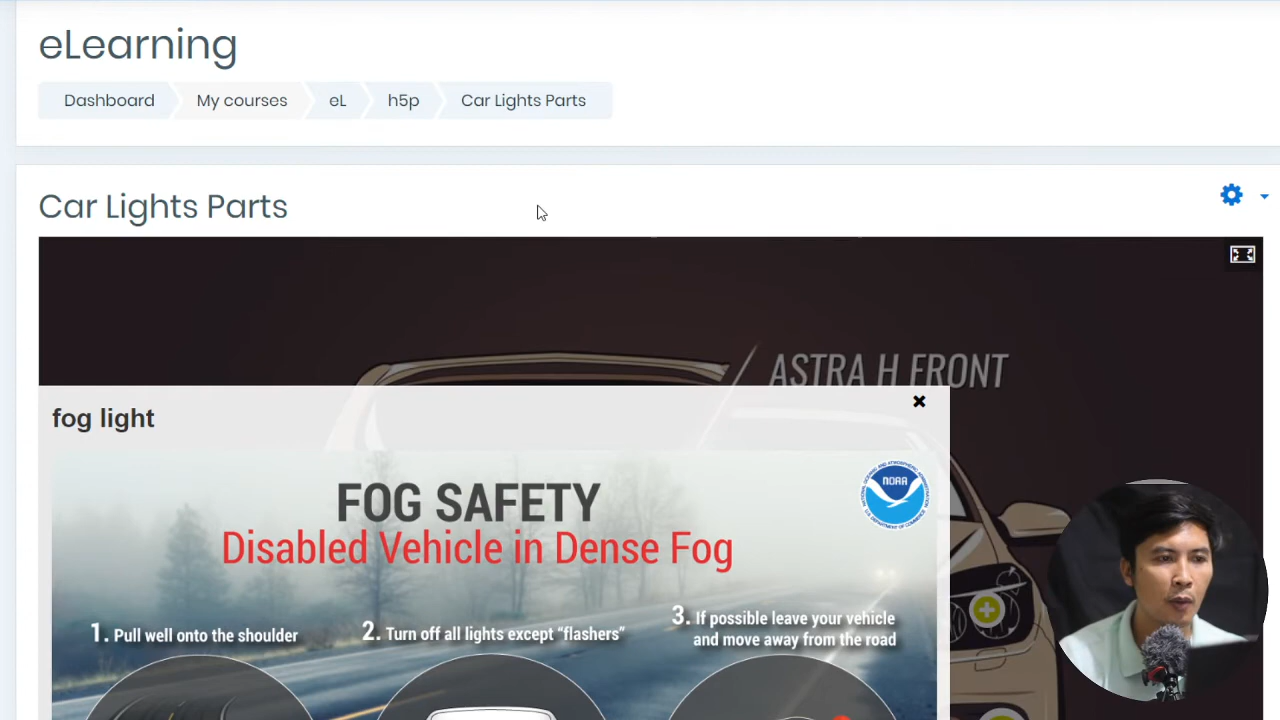 eLearning
Dashboard My courses eL h5p Car Lights Parts
Car Lights Parts
ASTRA H FRONT
fog light
NOAA
FOG SAFETY
Disabled Vehicle in Dense Fog
1. Pull well onto the shoulder
2. Turn off all lights except “flashers”
3. If possible leave your vehicle
and move away from the road